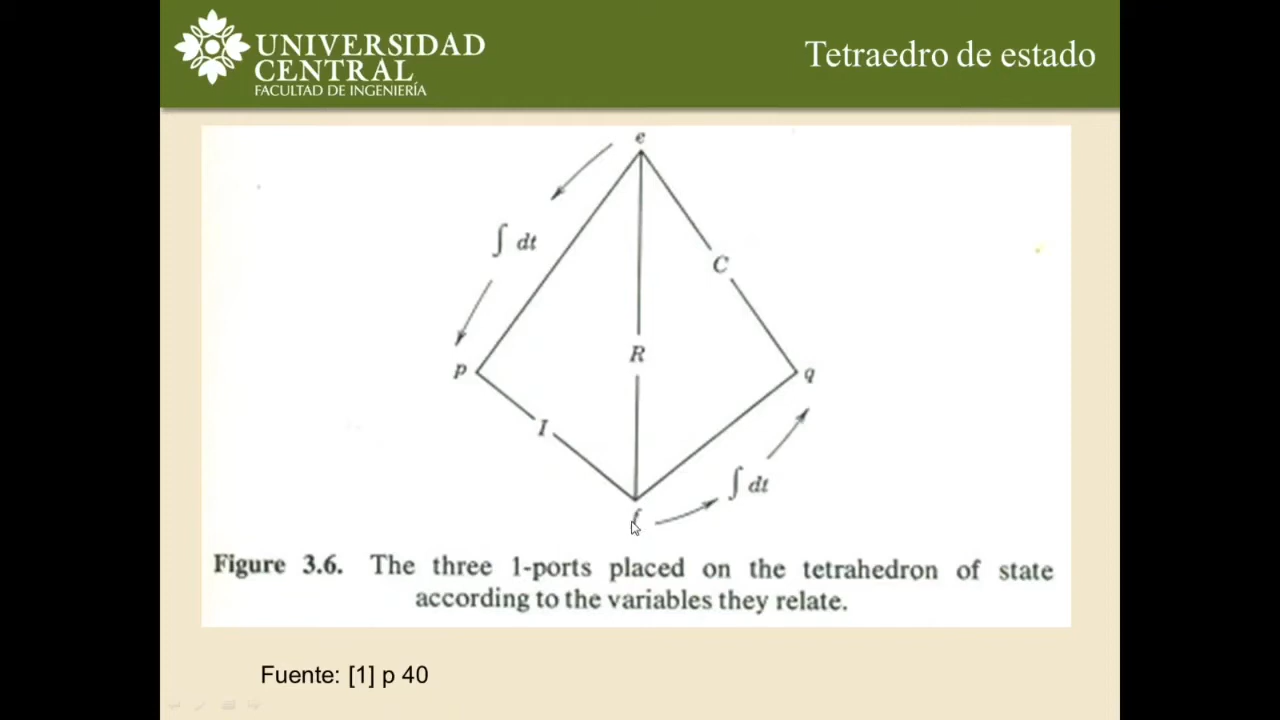 UNIVERSIDAD
CENTRAL
FACULTAD DE INGENIERÍA
Tetraedro de estado
e
∫ dt
C
R
p
q
I
∫ dt
f
Figure 3.6. The three 1-ports placed on the tetrahedron of state
according to the variables they relate.
Fuente: [1] p 40